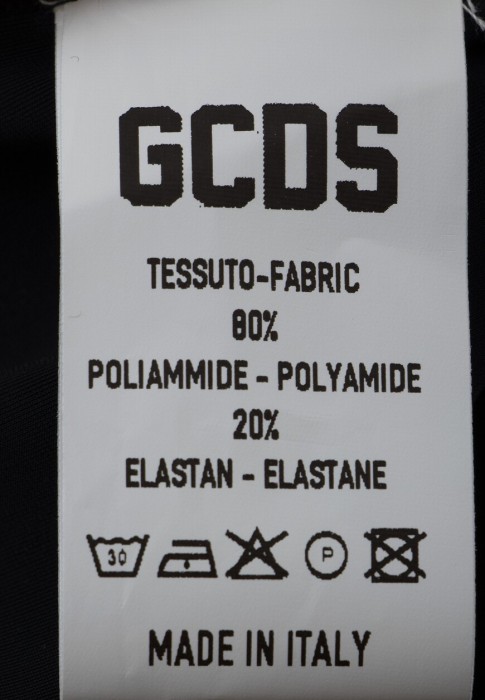 GCDS
TESSUTO-FABRIC
80%
POLIAMMIDE - POLYAMIDE
20%
ELASTAN - ELASTANE
30 P
MADE IN ITALY